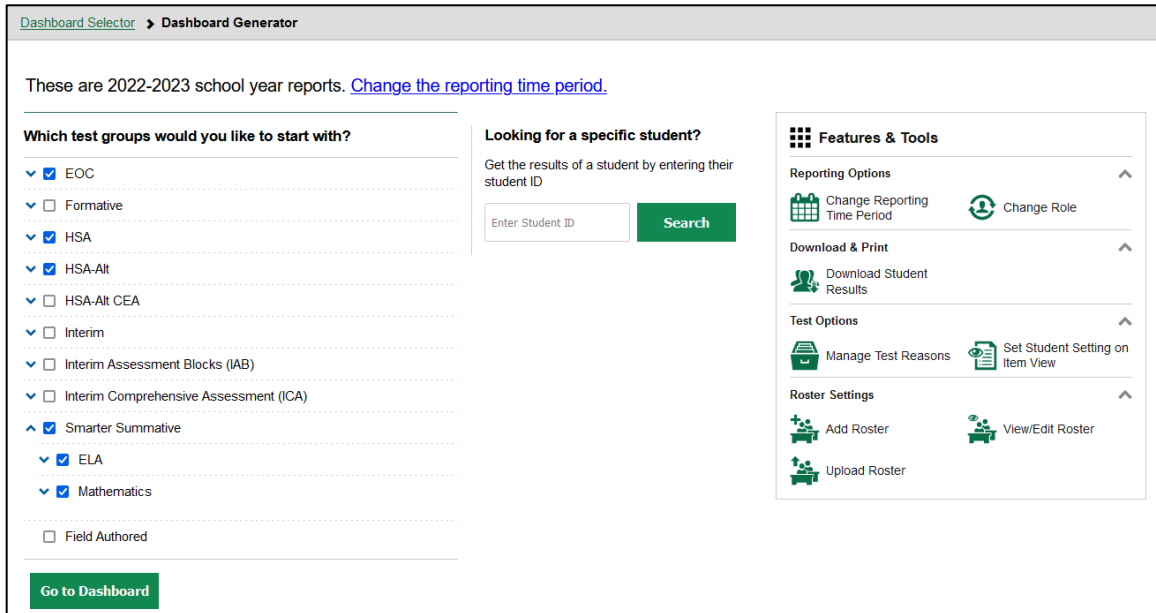 Dashboard Selector > Dashboard Generator
These are 2022-2023 school year reports. Change the reporting time period.
Which test groups would you like to start with?
EOC
Formative
HSA
HSA-Alt
HSA-Alt CEA
Interim
Interim Assessment Blocks (IAB)
Interim Comprehensive Assessment (ICA)
Smarter Summative
ELA
Mathematics
Field Authored
Go to Dashboard
Looking for a specific student?
Get the results of a student by entering their
student ID
Enter Student ID
Search
Features & Tools
Reporting Options
Change Reporting
Time Period
Change Role
Download & Print
Download Student
Results
Test Options
Manage Test Reasons
Set Student Setting on
Item View
Roster Settings
Add Roster
View/Edit Roster
Upload Roster